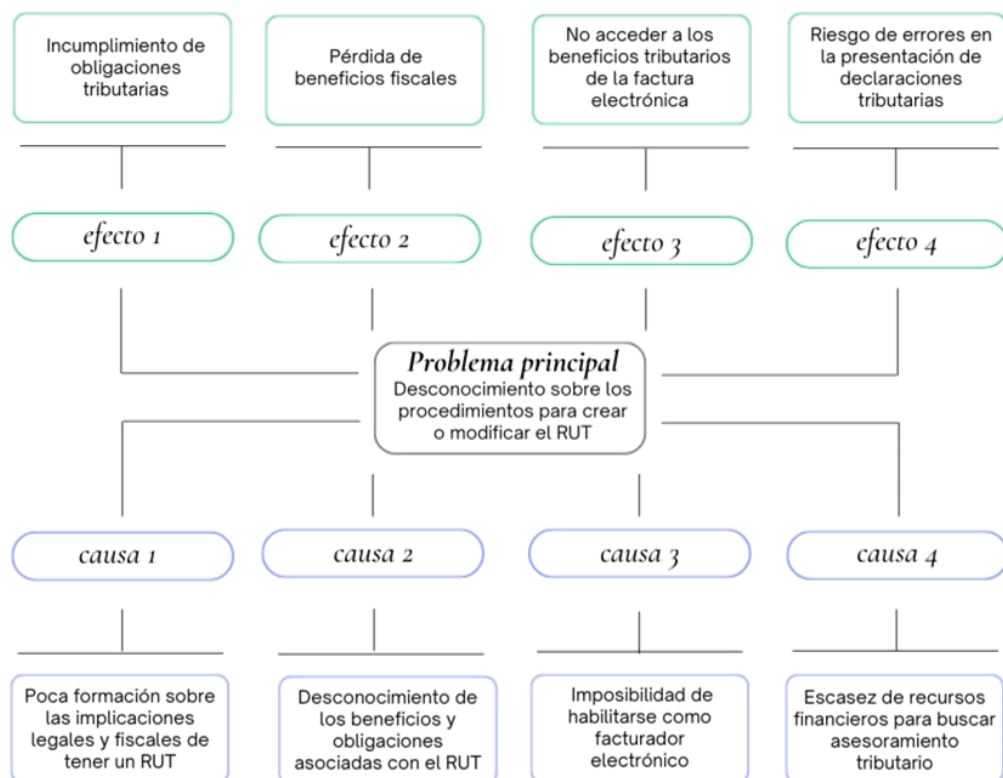 Incumplimiento de
obligaciones
tributarias
Pérdida de
beneficios fiscales
No acceder a los
beneficios tributarios
de la factura
electrónica
Riesgo de errores en
la presentación de
declaraciones
tributarias
efecto 1
efecto 2
efecto 3
efecto 4
Problema principal
Desconocimiento sobre los
procedimientos para crear
o modificar el RUT
causa 1
causa 2
causa 3
causa 4
Poca formación sobre
las implicaciones
legales y fiscales de
tener un RUT
Desconocimiento de
los beneficios y
obligaciones
asociadas con el RUT
Imposibilidad de
habilitarse como
facturador
electrónico
Escasez de recursos
financieros para buscar
asesoramiento
tributario